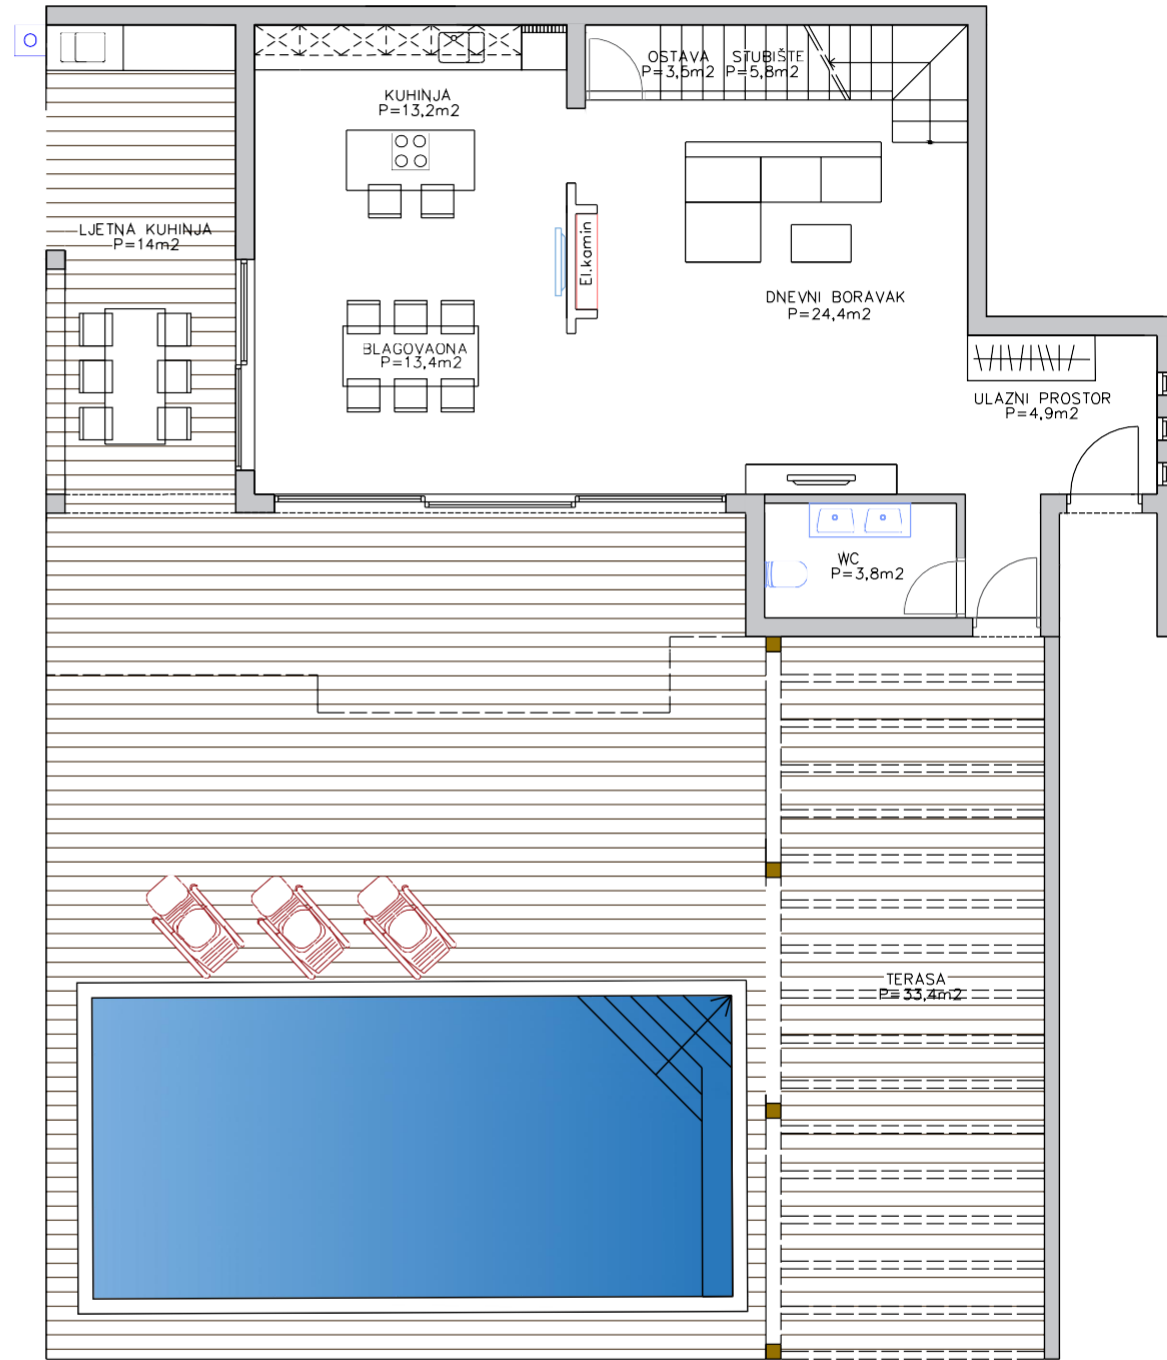 OSTAVA STUBIŠTE
P=3,5m2 P=5,8m2
KUHINJA
P=13,2m2
LJETNA KUHINJA
P=14m2
El.kamin
DNEVNI BORAVAK
P=24,4m2
BLAGOVAONA
P=13,4m2
ULAZNI PROSTOR
P=4,9m2
WC
P=3,8m2
TERASA
P=33,4m2